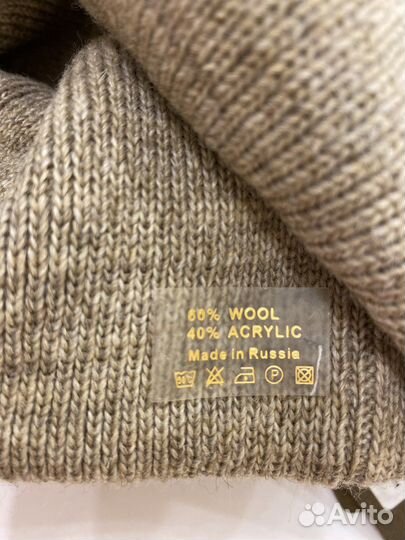 60% WOOL
40% ACRYLIC
Made in Russia
P
Avito